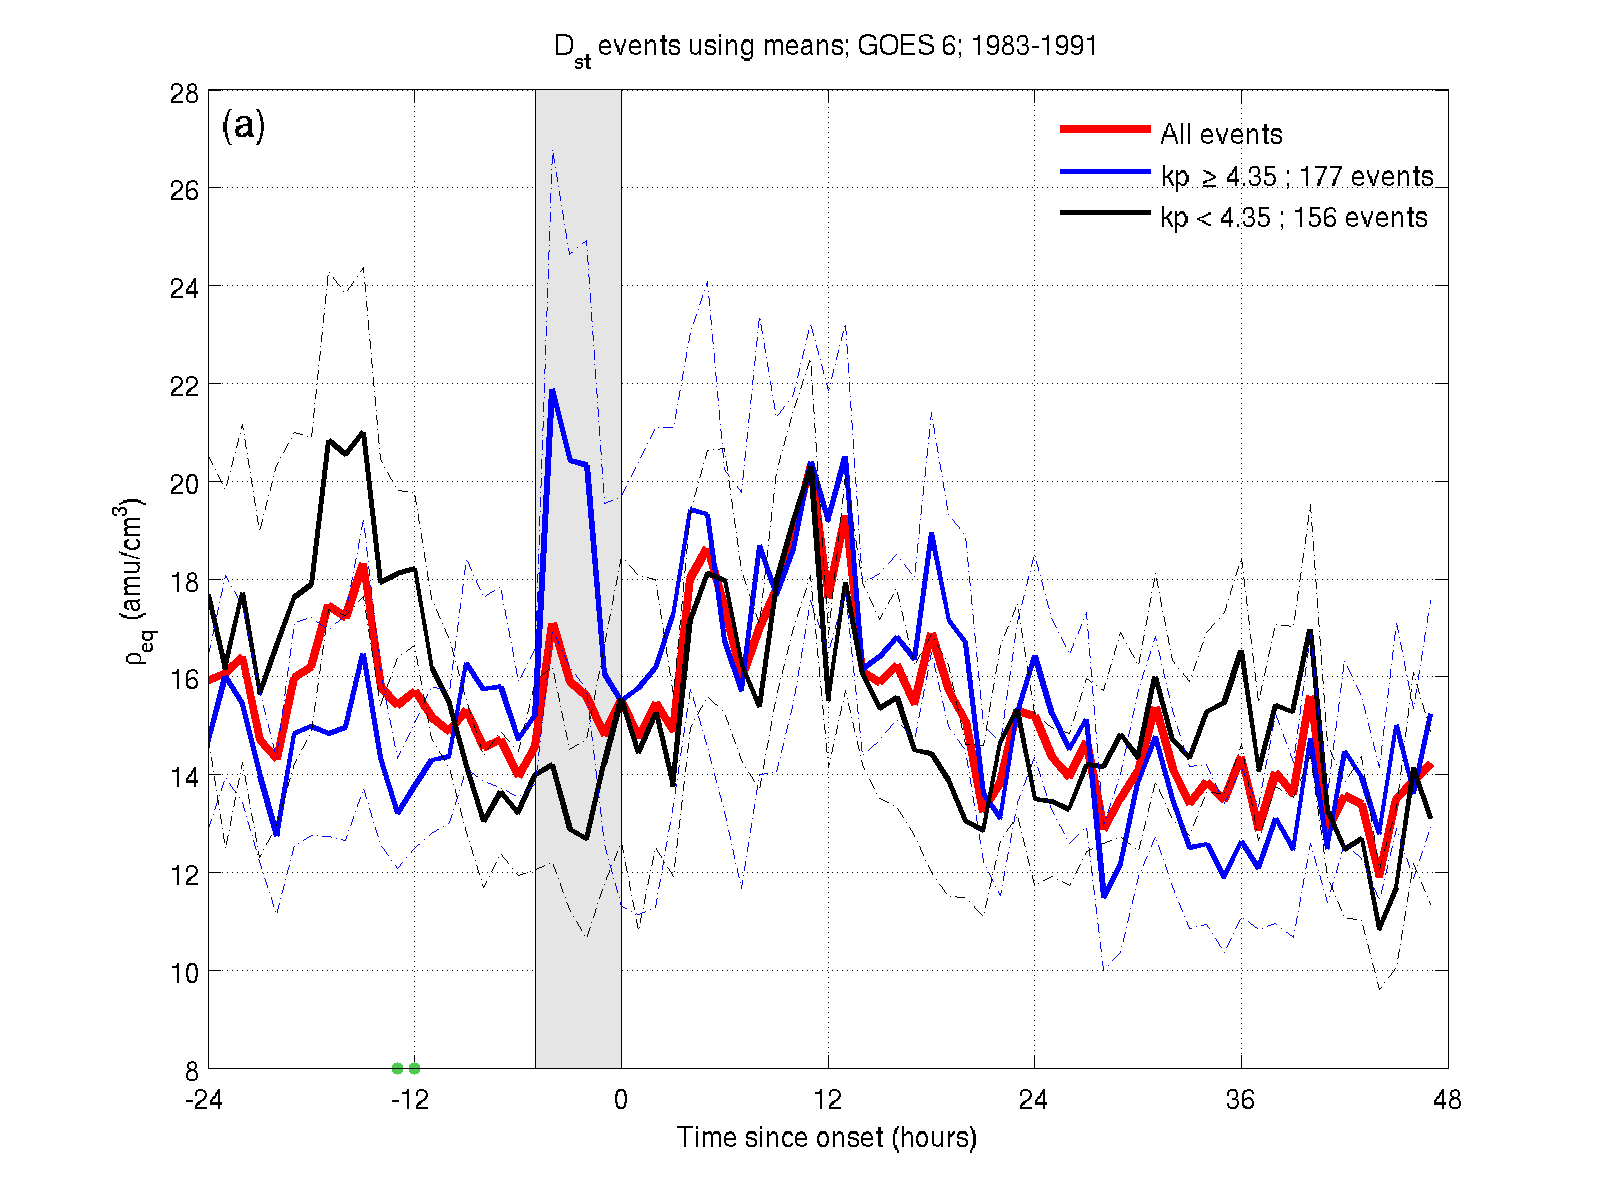 D_st events using means; GOES 6; 1983-1991
(a)
All events
kp ≥ 4.35 ; 177 events
kp < 4.35 ; 156 events
28
26
24
22
20
18
16
14
12
10
8
ρ_eq (amu/cm^3)
-24 -12 0 12 24 36 48
Time since onset (hours)